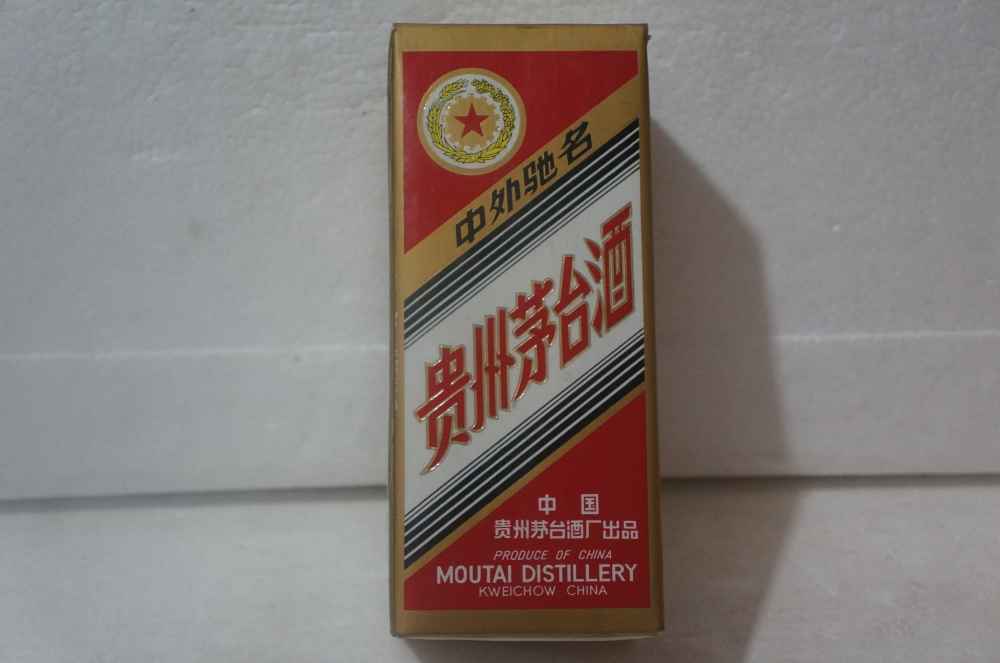 中外驰名
贵州茅台酒
中国
贵州茅台酒厂出品
PRODUCE OF CHINA
MOUTAI DISTILLERY
KWEICHOW CHINA